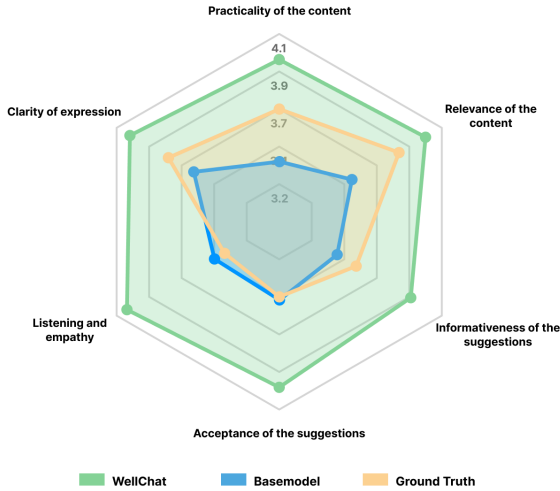 Practicality of the content
4.1
3.9
Clarity of expression
Relevance of the
content
3.7
3.2
Listening and
empathy
Informativeness of the
suggestions
Acceptance of the suggestions
WellChat
Basemodel
Ground Truth